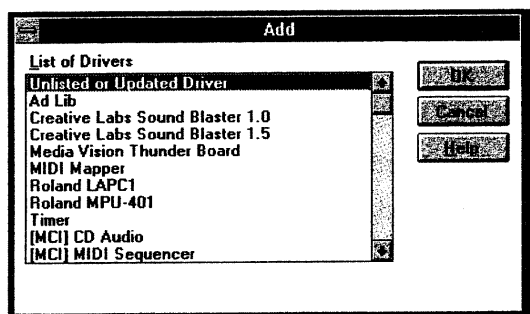 Add
List of Drivers
Unlisted or Updated Driver
Ad Lib
Creative Labs Sound Blaster 1.0
Creative Labs Sound Blaster 1.5
Media Vision Thunder Board
MIDI Mapper
Roland LAPC1
Roland MPU-401
Timer
[MCI] CD Audio
[MCI] MIDI Sequencer
OK
Cancel
Help